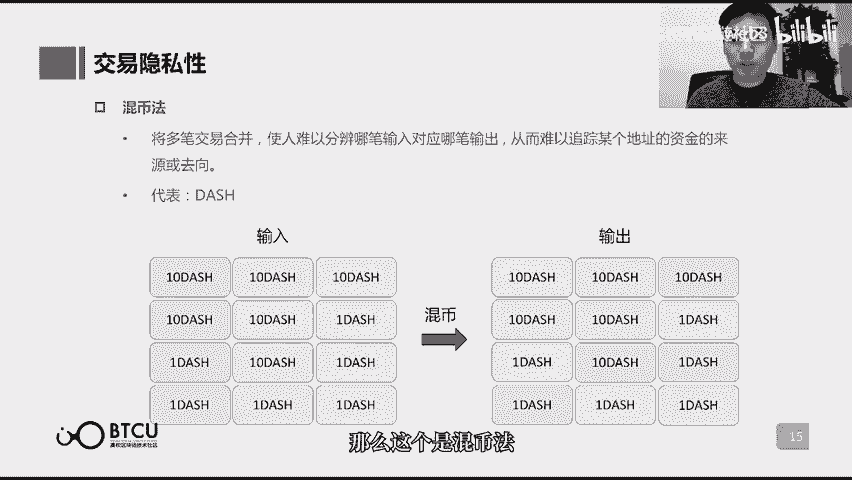 bilibili
交易隐私性
混币法
将多笔交易合并，使人难以分辨哪笔输入对应哪笔输出，从而难以追踪某个地址的资金的来
源或去向。
代表：DASH
输入
输出
10DASH 10DASH 10DASH 10DASH 10DASH 10DASH
10DASH 10DASH 1DASH 混币 10DASH 10DASH 1DASH
1DASH 10DASH 1DASH 1DASH 10DASH 1DASH
1DASH 1DASH 1DASH 10DASH 1DASH 1DASH
BTCU
那么这个是混币法
15